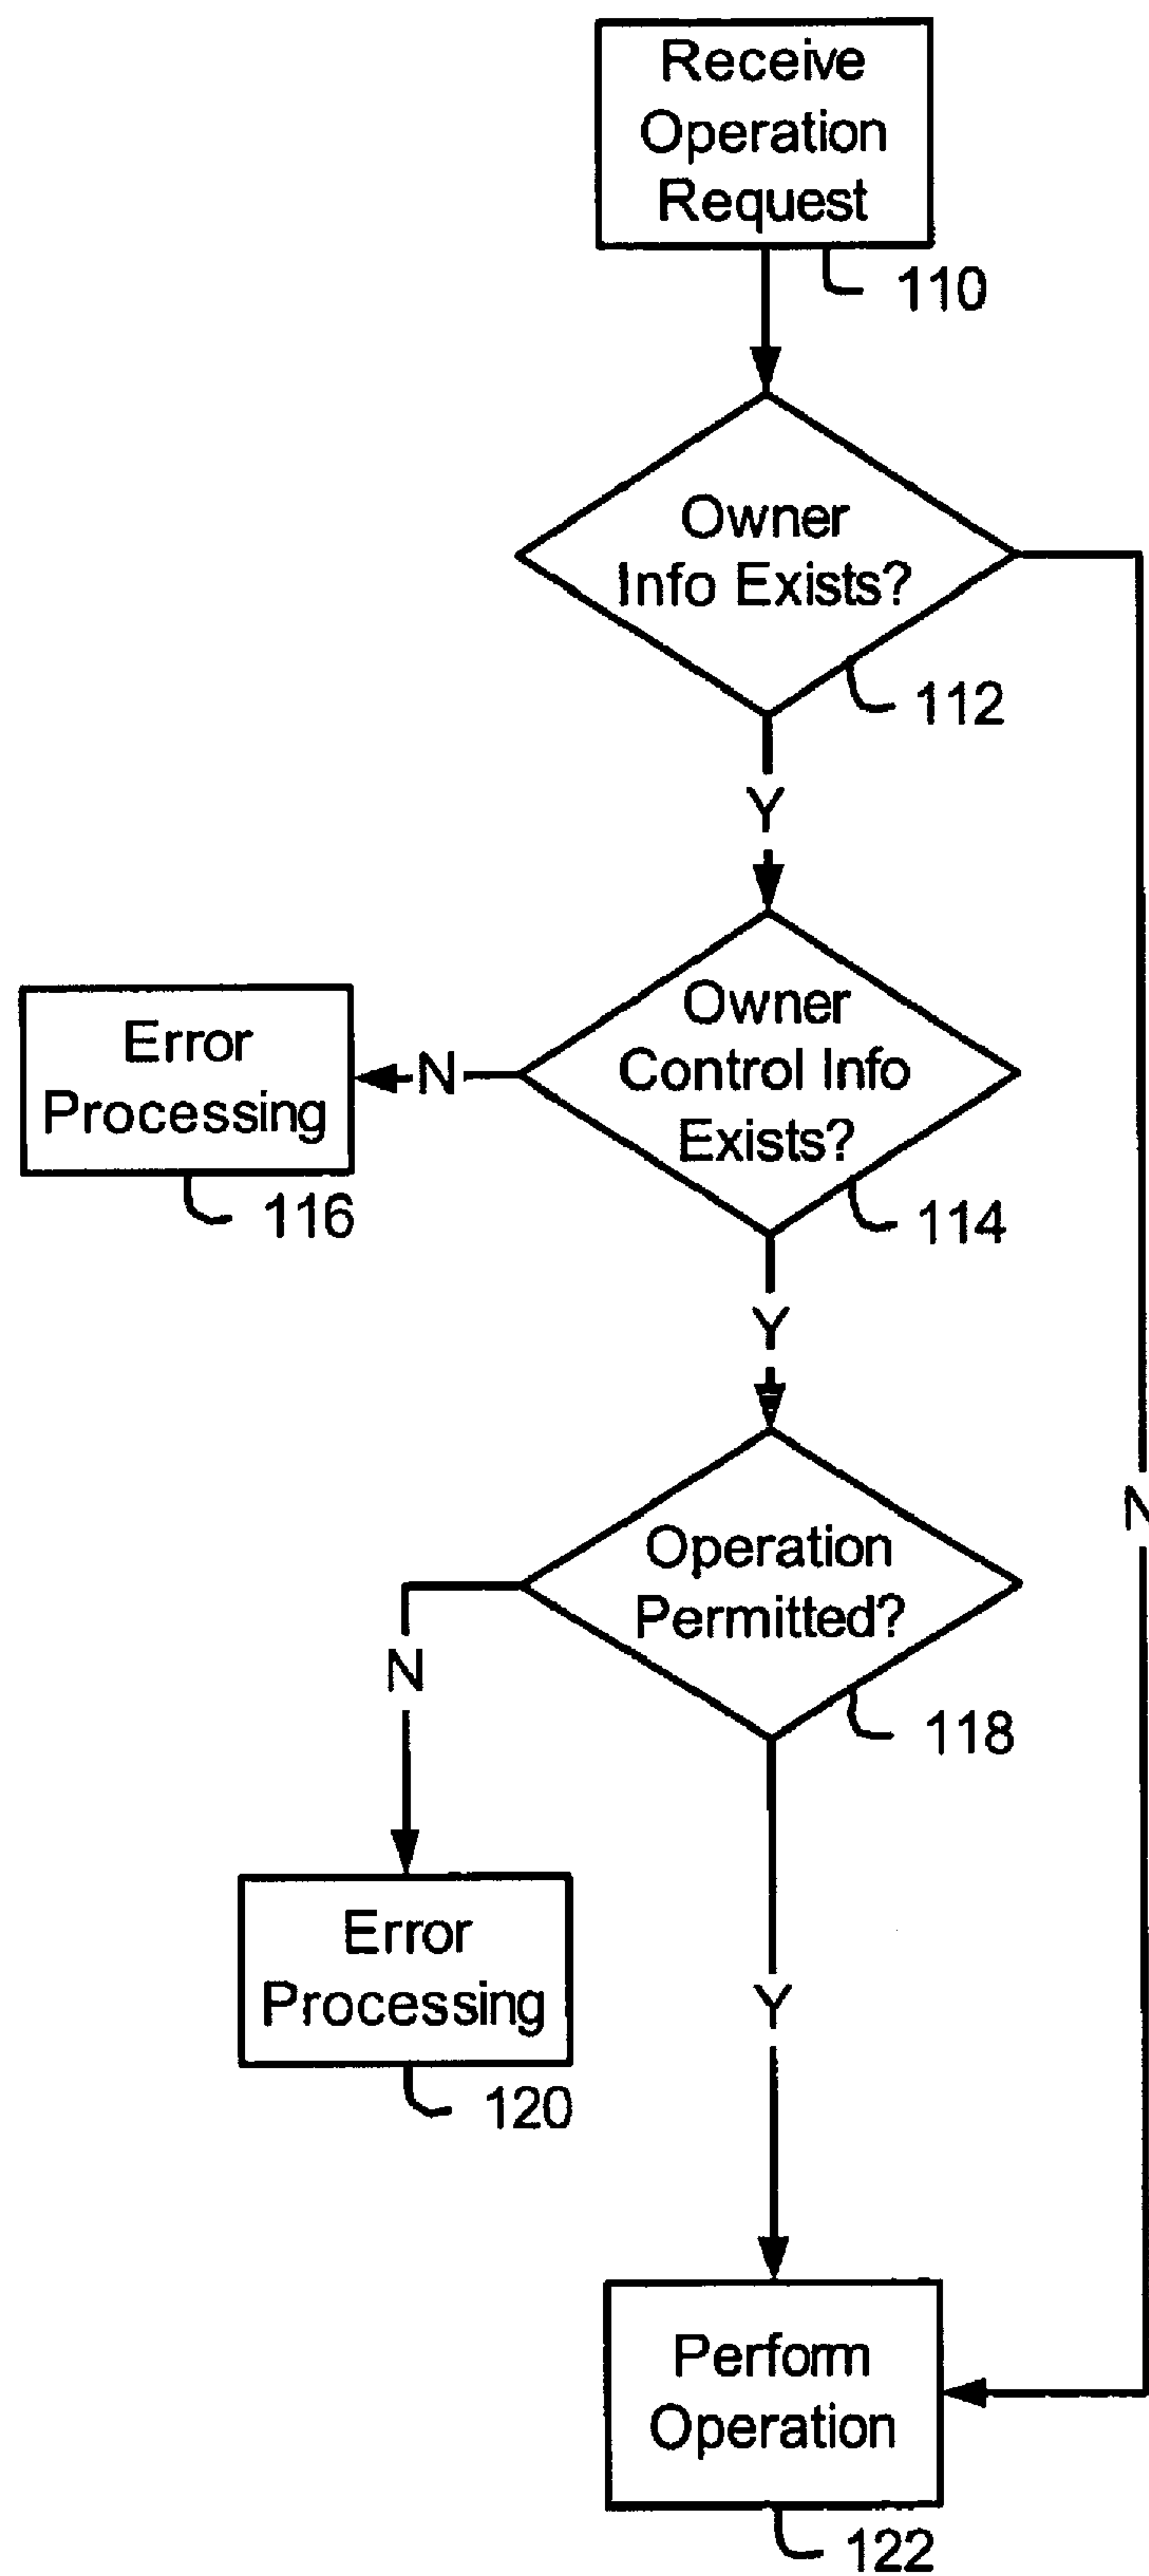 Receive
Operation
Request
110
Owner
Info Exists?
112
Y
Owner
Control Info
Exists?
114
N
Error
Processing
116
Y
Operation
Permitted?
118
N
N
Error
Processing
120
Y
Perform
Operation
122